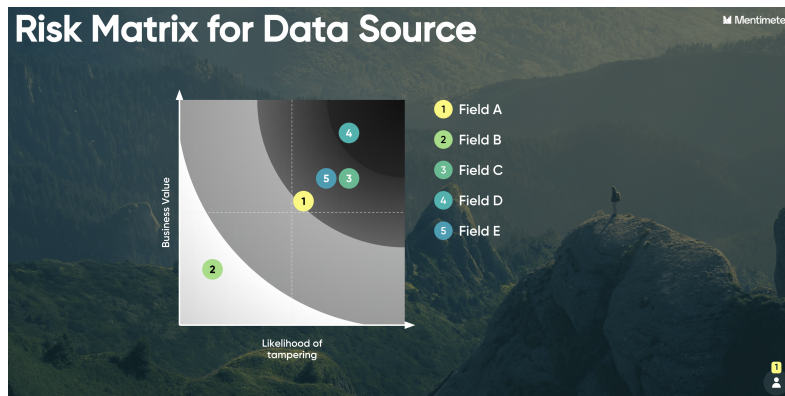 Risk Matrix for Data Source
Mentimete
4
5
3
1
2
Business Value
Likelihood of
tampering
1 Field A
2 Field B
3 Field C
4 Field D
5 Field E
1